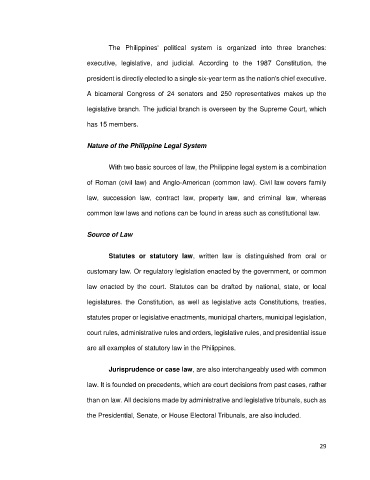 The Philippines' political system is organized into three branches:
executive, legislative, and judicial. According to the 1987 Constitution, the
president is directly elected to a single six-year term as the nation's chief executive.
A bicameral Congress of 24 senators and 250 representatives makes up the
legislative branch. The judicial branch is overseen by the Supreme Court, which
has 15 members.
Nature of the Philippine Legal System
With two basic sources of law, the Philippine legal system is a combination
of Roman (civil law) and Anglo-American (common law). Civil law covers family
law, succession law, contract law, property law, and criminal law, whereas
common law laws and notions can be found in areas such as constitutional law.
Source of Law
Statutes or statutory law, written law is distinguished from oral or
customary law. Or regulatory legislation enacted by the government, or common
law enacted by the court. Statutes can be drafted by national, state, or local
legislatures. the Constitution, as well as legislative acts Constitutions, treaties,
statutes proper or legislative enactments, municipal charters, municipal legislation,
court rules, administrative rules and orders, legislative rules, and presidential issue
are all examples of statutory law in the Philippines.
Jurisprudence or case law, are also interchangeably used with common
law. It is founded on precedents, which are court decisions from past cases, rather
than on law. All decisions made by administrative and legislative tribunals, such as
the Presidential, Senate, or House Electoral Tribunals, are also included.
29